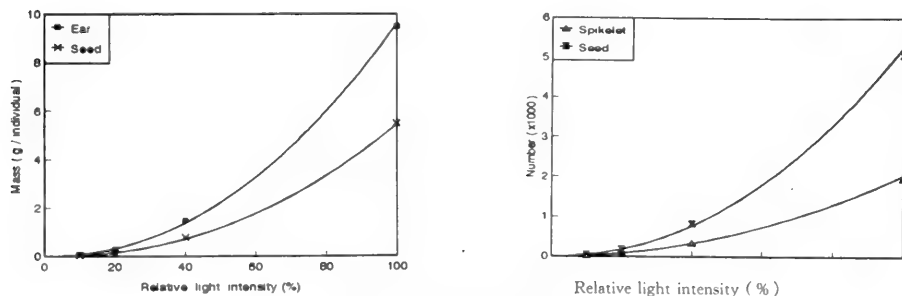 10
8
6
4
2
0
Mass ( g / individual)
Ear
Seed
0 20 40 60 80 100
Relative light intensity (%)
6
5
4
3
2
1
0
Number (x1000)
Spikelet
Seed
Relative light intensity ( % )